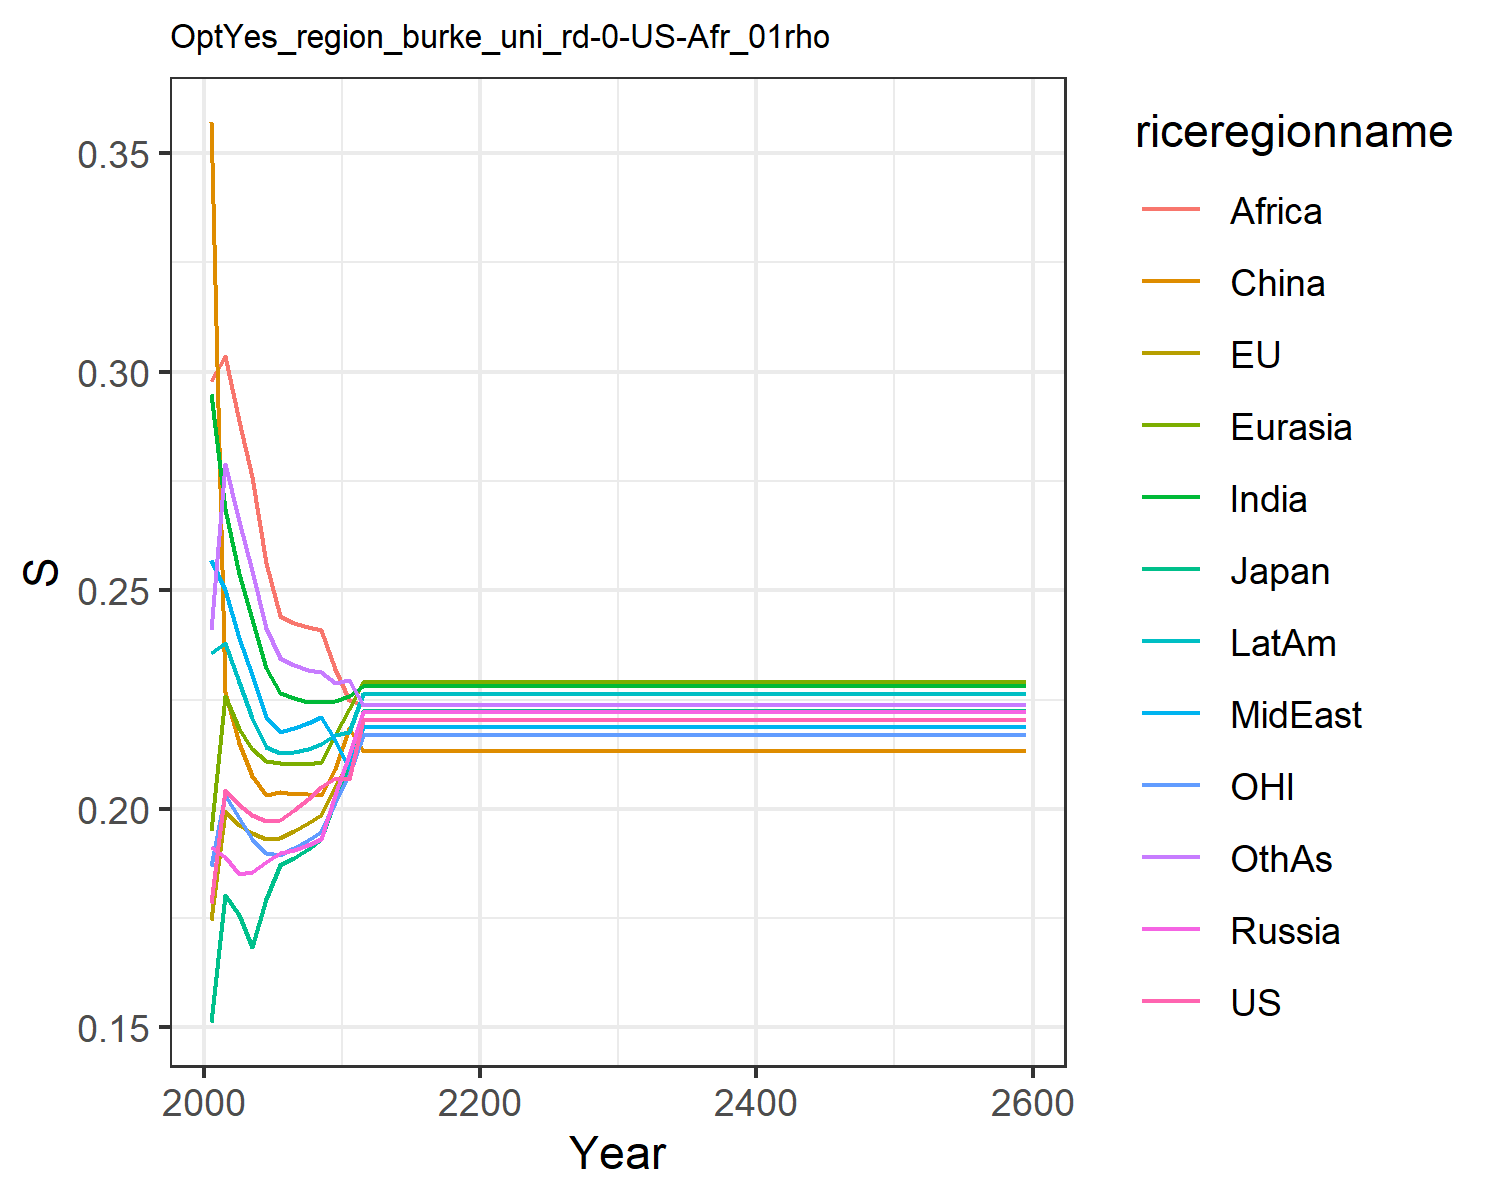 OptYes_region_burke_uni_rd-0-US-Afr_01rho
0.35
0.30
0.25
0.20
0.15
S
2000 2200 2400 2600
Year
riceregionname
Africa
China
EU
Eurasia
India
Japan
LatAm
MidEast
OHI
OthAs
Russia
US